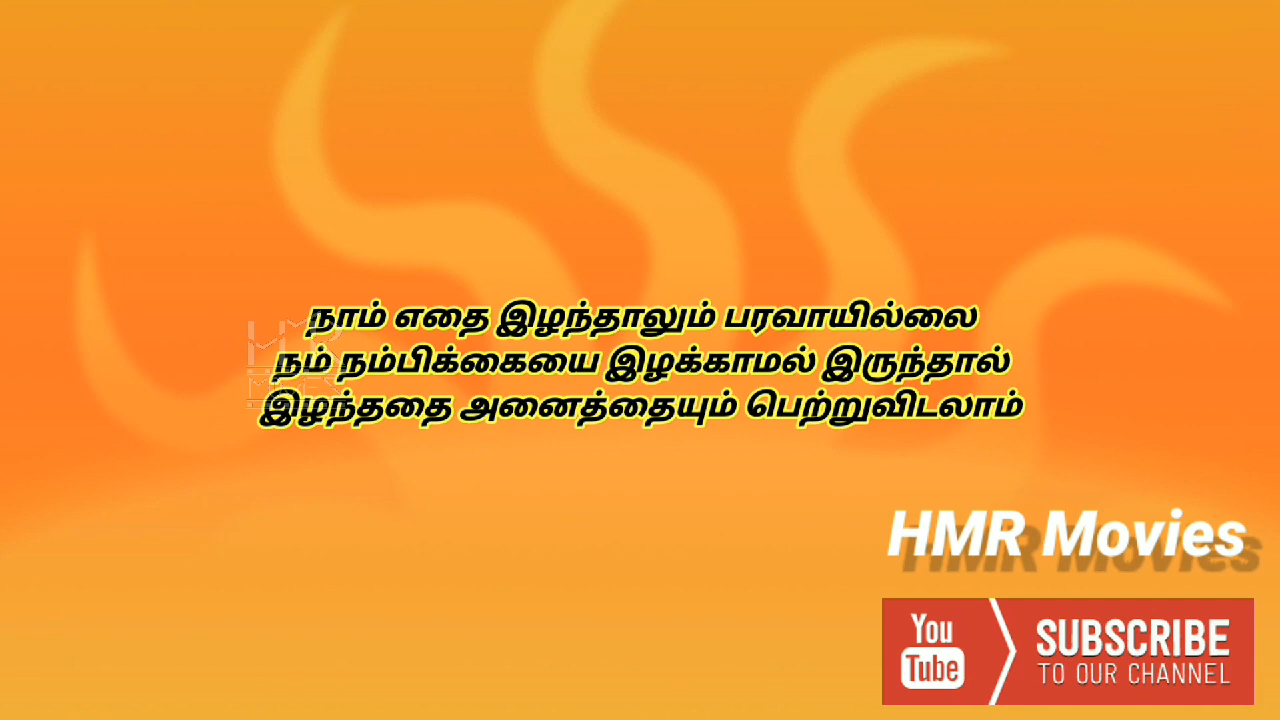 நாம் எதை இழந்தாலும் பரவாயில்லை
நம் நம்பிக்கையை இழக்காமல் இருந்தால்
இழந்ததை அனைத்தையும் பெற்றுவிடலாம்
HMR Movies
You Tube
SUBSCRIBE
TO OUR CHANNEL